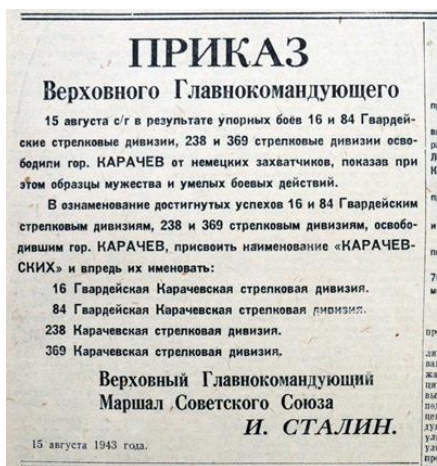 ПРИКАЗ
Верховного Главнокомандующего
15 августа с/г в результате упорных боёв 16 и 84 Гвардей-
ские стрелковые дивизии, 238 и 369 стрелковые дивизии осво-
бодили гор. КАРАЧЕВ от немецких захватчиков, показав при
этом образцы мужества и умелых боевых действий.
В ознаменование достигнутых успехов 16 и 84 Гвардейским
стрелковым дивизиям, 238 и 369 стрелковым дивизиям, освобо-
дившим гор. КАРАЧЕВ, присвоить наименование «КАРАЧЕВ-
СКИХ» и впредь их именовать:
16 Гвардейская Карачевская стрелковая дивизия.
84 Гвардейская Карачевская стрелковая дивизия.
238 Карачевская стрелковая дивизия.
369 Карачевская стрелковая дивизия.
Верховный Главнокомандующий
Маршал Советского Союза
И. СТАЛИН.
15 августа 1943 года.